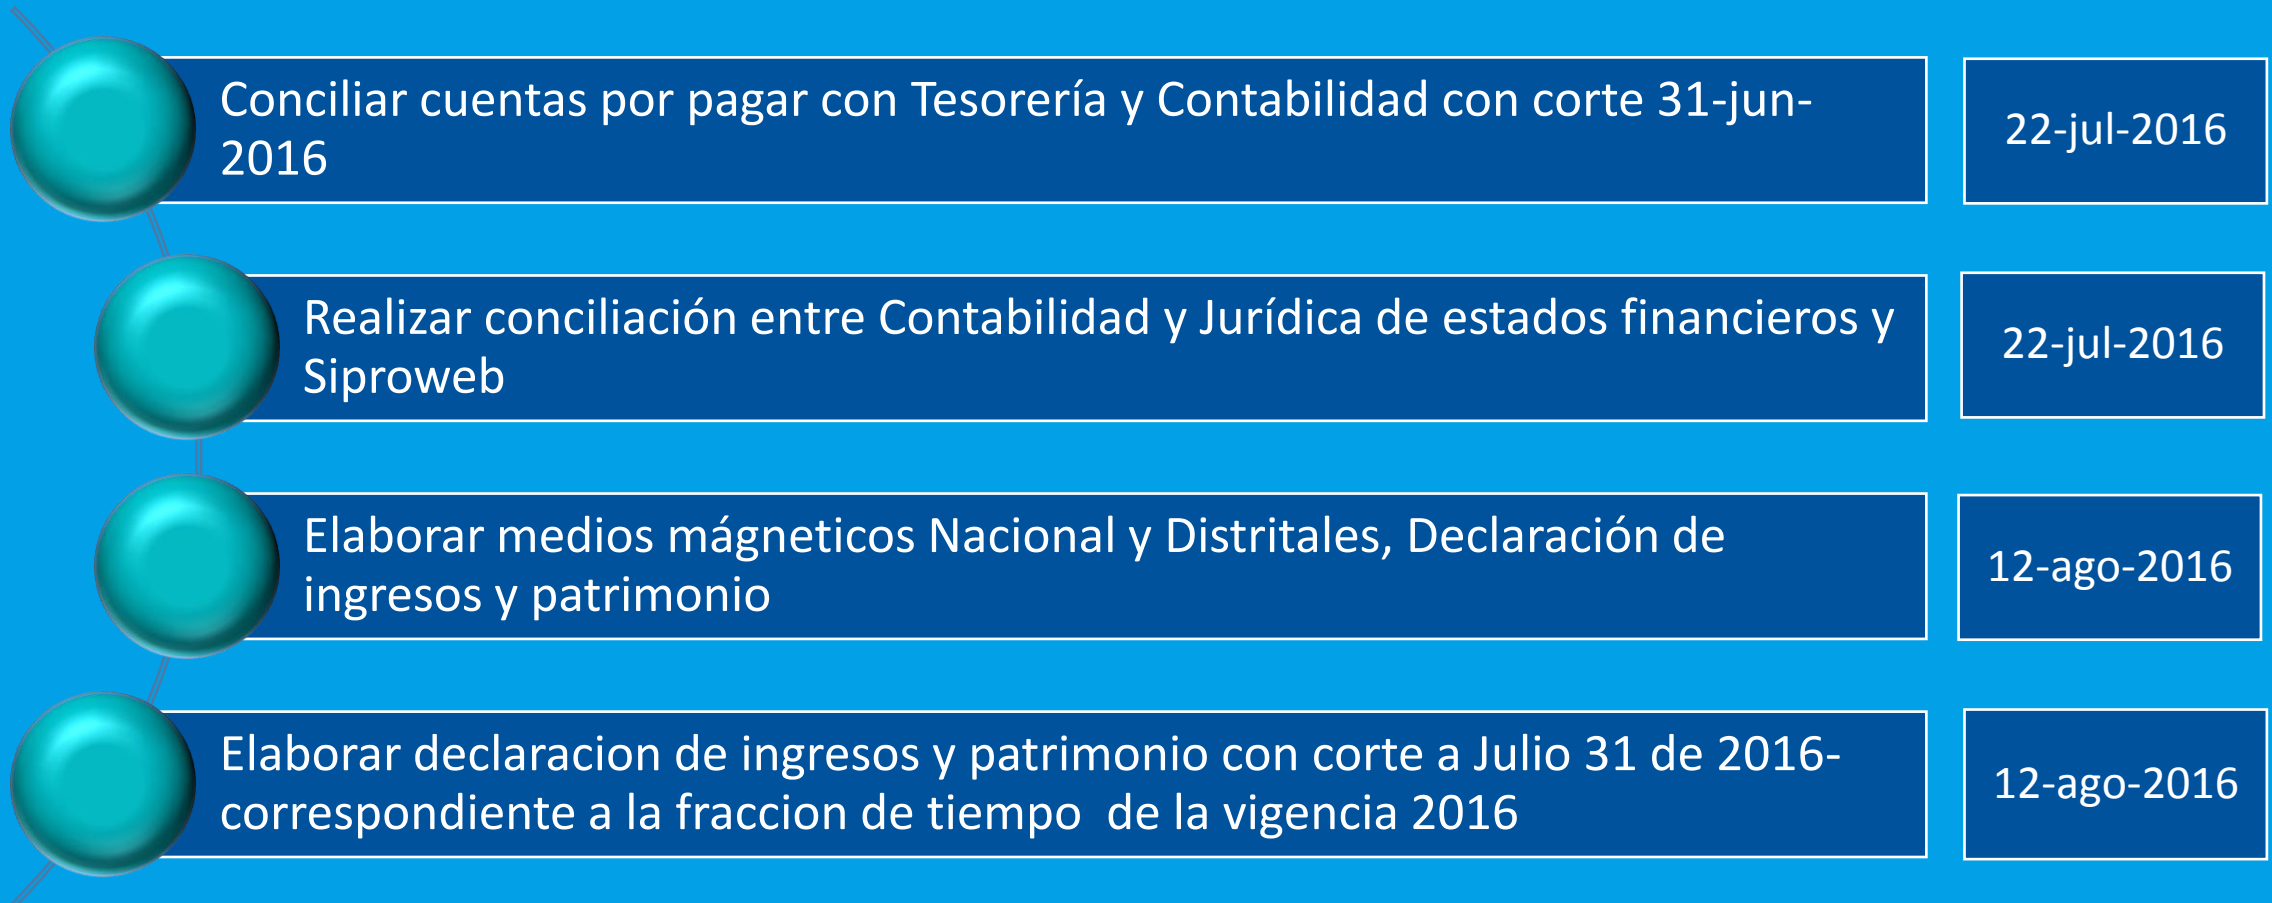 Conciliar cuentas por pagar con Tesorería y Contabilidad con corte 31-jun-
2016
22-jul-2016
Realizar conciliación entre Contabilidad y Jurídica de estados financieros y
Siproweb
22-jul-2016
Elaborar medios mágneticos Nacional y Distritales, Declaración de
ingresos y patrimonio
12-ago-2016
Elaborar declaracion de ingresos y patrimonio con corte a Julio 31 de 2016-
correspondiente a la fraccion de tiempo  de la vigencia 2016
12-ago-2016